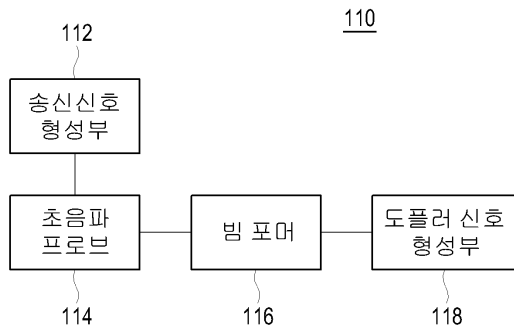 110
112
송신신호
형성부
초음파
프로브
빔 포머
도플러 신호
형성부
114
116
118